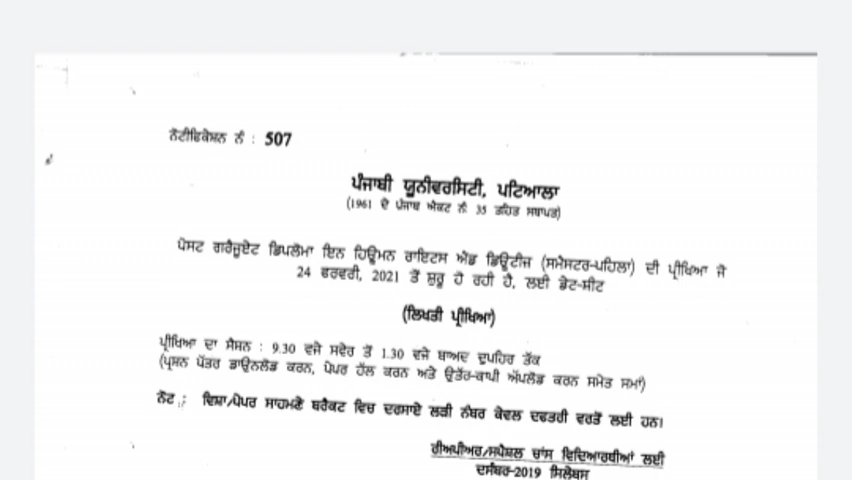 ਨੋਟੀਫਿਕੇਸ਼ਨ ਨੰ : 507
ਪੰਜਾਬੀ ਯੂਨੀਵਰਸਿਟੀ, ਪਟਿਆਲਾ
(1961 ਦੇ ਪੰਜਾਬ ਐਕਟ ਨੰ 35 ਤਹਿਤ ਸਥਾਪਤ)
ਪੋਸਟ ਗਰੈਜੂਏਟ ਡਿਪਲੋਮਾ ਇਨ ਹਿਊਮਨ ਰਾਇਟਸ ਐਂਡ ਡਿਊਟੀਜ਼ (ਸਮੈਸਟਰ-ਪਹਿਲਾ) ਦੀ ਪ੍ਰੀਖਿਆ ਜੋ
24 ਫਰਵਰੀ, 2021 ਤੋਂ ਸ਼ੁਰੂ ਹੋ ਰਹੀ ਹੈ, ਲਈ ਡੇਟ-ਸ਼ੀਟ
(ਲਿਖਤੀ ਪ੍ਰੀਖਿਆ)
ਪ੍ਰੀਖਿਆ ਦਾ ਸੈਸ਼ਨ : 9.30 ਵਜੇ ਸਵੇਰ ਤੋਂ 1.30 ਵਜੇ ਬਾਅਦ ਦੁਪਹਿਰ ਤੱਕ
(ਪ੍ਰਸ਼ਨ ਪੱਤਰ ਡਾਊਨਲੋਡ ਕਰਨ, ਪੇਪਰ ਹੱਲ ਕਰਨ ਅਤੇ ਉੱਤਰ-ਕਾਪੀ ਅੱਪਲੋਡ ਕਰਨ ਸਮੇਤ ਸਮਾਂ)
ਨੋਟ : ਵਿਸ਼ਾ/ਪੇਪਰ ਸਾਹਮਣੇ ਬਰੈਕਟ ਵਿਚ ਦਰਸਾਏ ਲੜੀ ਨੰਬਰ ਕੇਵਲ ਦਫਤਰੀ ਵਰਤੋਂ ਲਈ ਹਨ।
ਰੀਅਪੀਅਰ/ਸਪੈਸ਼ਲ ਚਾਂਸ ਵਿਦਿਆਰਥੀਆਂ ਲਈ
ਦਸੰਬਰ-2019 ਸਿਲੇਬਸ